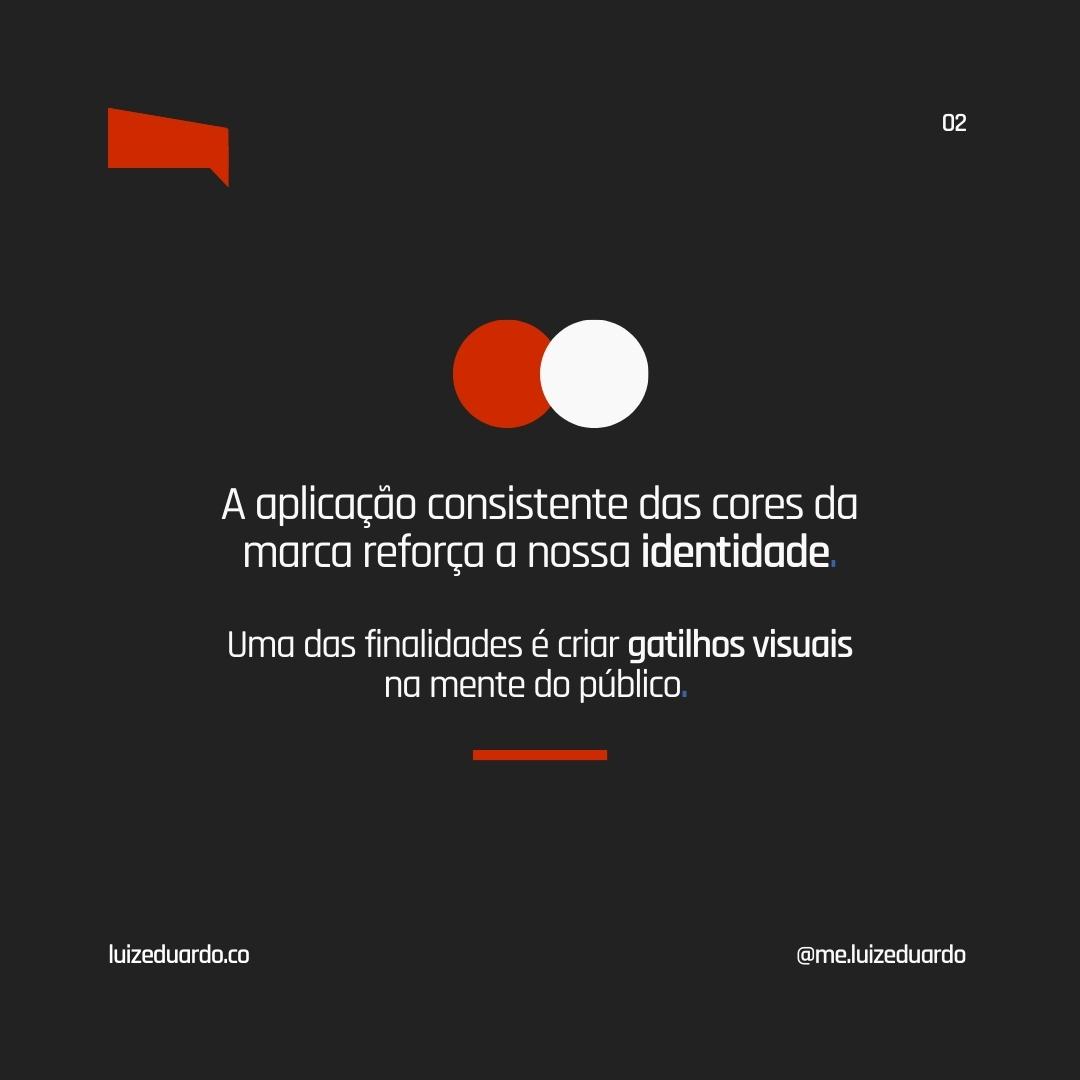 02
A aplicação consistente das cores da
marca reforça a nossa identidade.
Uma das finalidades é criar gatilhos visuais
na mente do público.
luizeduardo.co
@me.luizeduardo